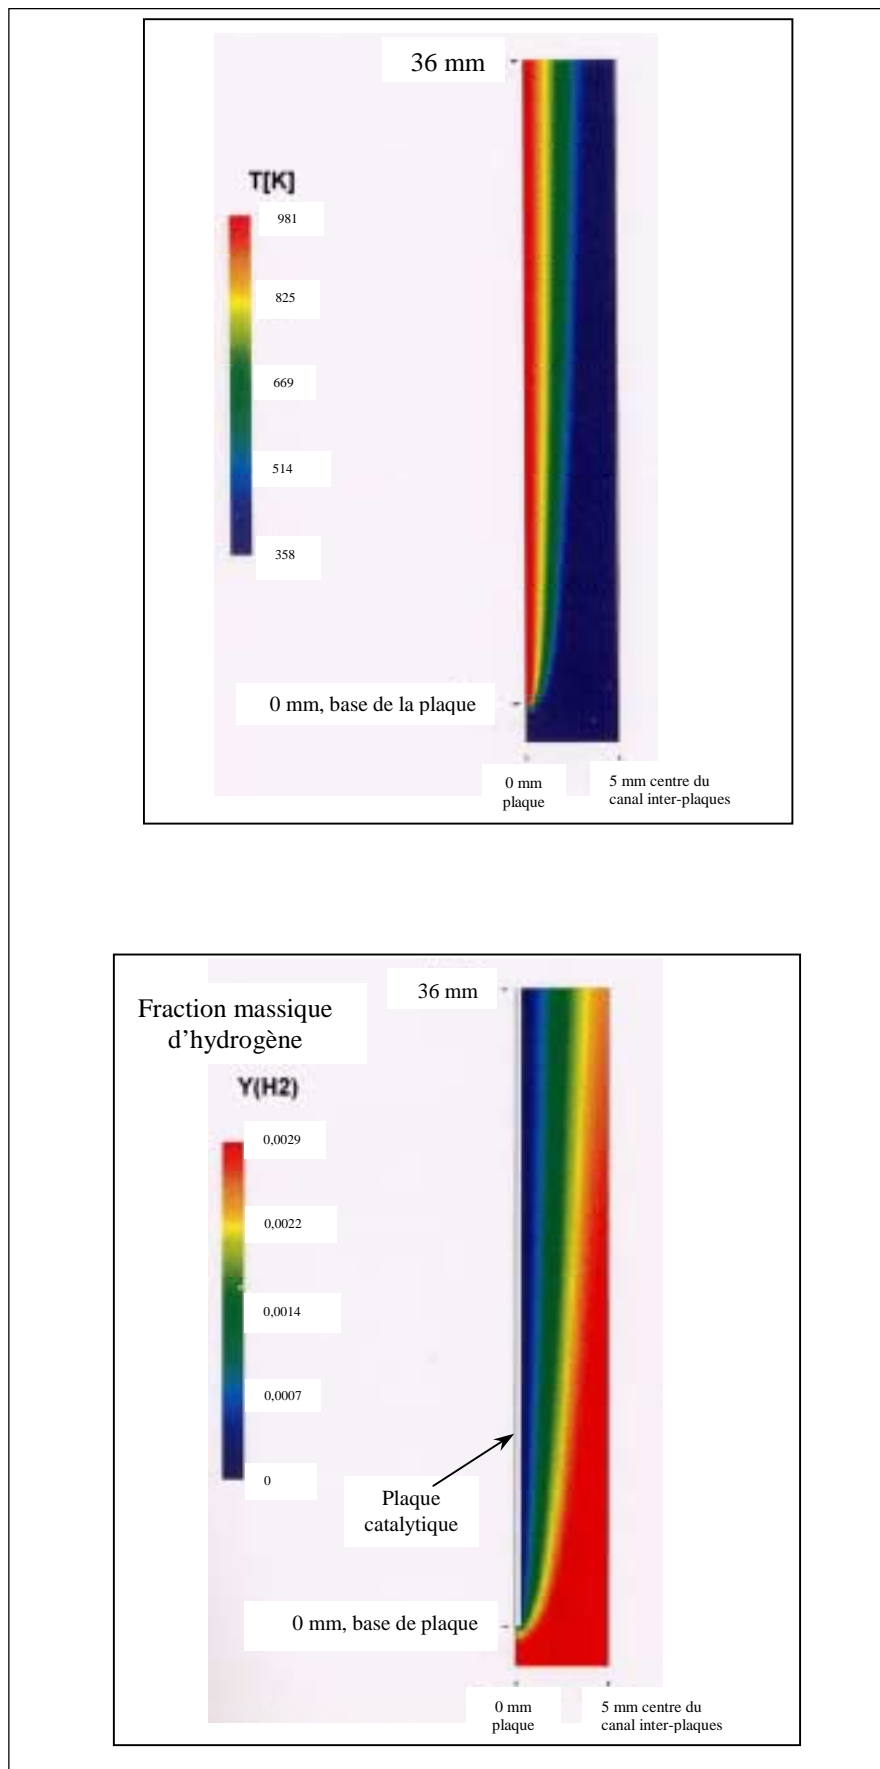 36 mm
T[K]
981
825
669
514
358
0 mm, base de la plaque
0 mm
plaque
5 mm centre du
canal inter-plaques
Fraction massique
d'hydrogène
36 mm
Y(H2)
0,0029
0,0022
0,0014
0,0007
0
Plaque
catalytique
0 mm, base de plaque
0 mm
plaque
5 mm centre du
canal inter-plaques